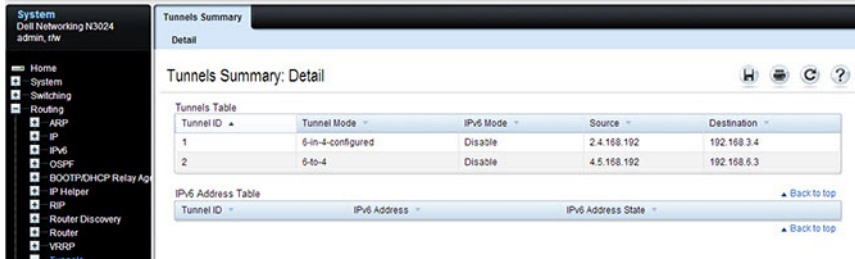 System
Dell Networking N3024
admin, r/w
Home
System
Switching
Routing
ARP
IP
IPv6
OSPF
BOOTP/DHCP Relay Age
IP Helper
RIP
Router Discovery
Router
VRRP
Tunnels
Tunnels Summary
Detail
Tunnels Summary: Detail
Tunnels Table
Tunnel ID Tunnel Mode IPv6 Mode Source Destination
1 6-in-4-configured Disable 2.4.168.192 192.168.3.4
2 6-to-4 Disable 4.5.168.192 192.168.6.3
IPv6 Address Table Back to top
Tunnel ID IPv6 Address IPv6 Address State
Back to top